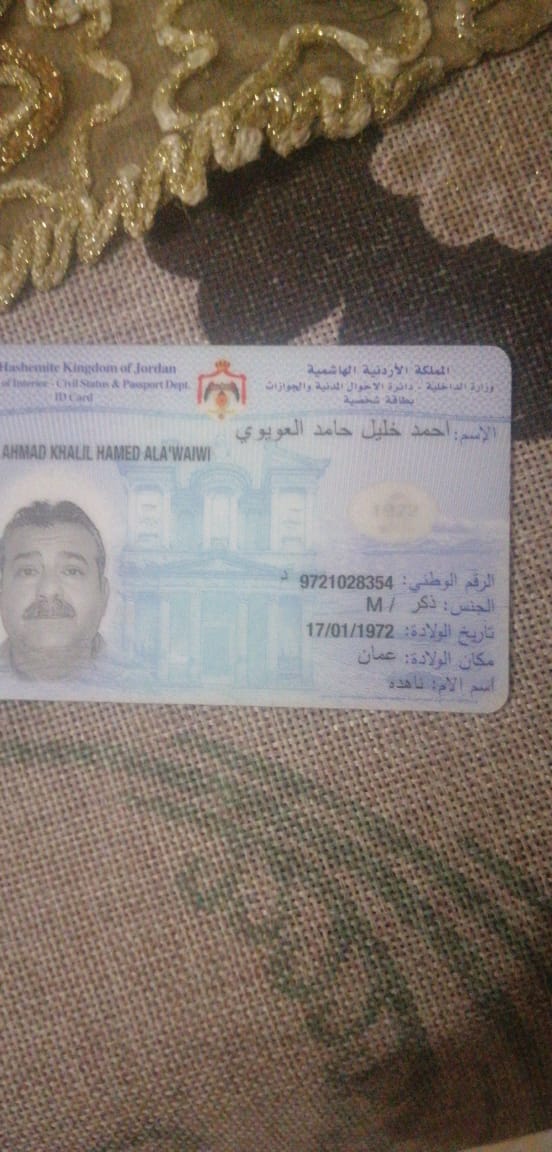 Hashemite Kingdom of Jordan
of Interior - Civil Status & Passport Dept.
ID Card
المملكة الأردنية الهاشمية
وزارة الداخلية - دائرة الاحوال المدنية والجوازات
بطاقة شخصية
الإسم: احمد خليل حامد العويوي
AHMAD KHALIL HAMED ALA'WAIWI
1972
الرقم الوطني: 9721028354 د
الجنس: ذكر / M
تاريخ الولادة: 17/01/1972
مكان الولادة: عمان
اسم الام: ناهده